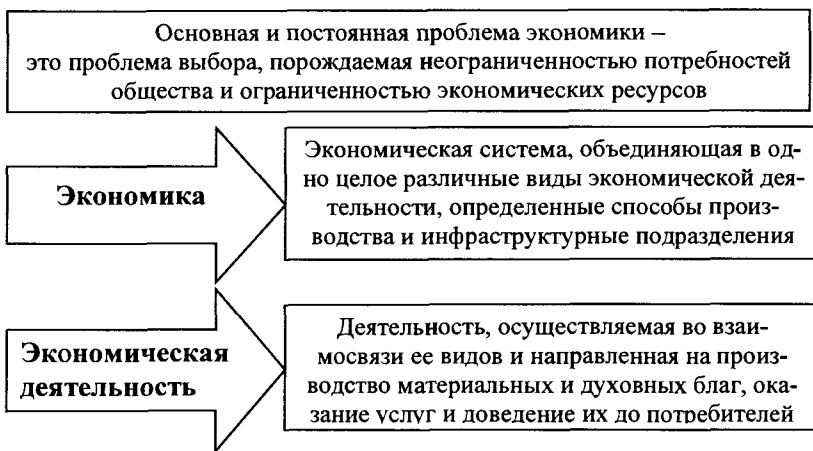 Основная и постоянная проблема экономики –
это проблема выбора, порождаемая неограниченностью потребностей
общества и ограниченностью экономических ресурсов
Экономика
Экономическая система, объединяющая в од-
но целое различные виды экономической дея-
тельности, определенные способы произ-
водства и инфраструктурные подразделения
Экономическая
деятельность
Деятельность, осуществляемая во взаи-
мосвязи ее видов и направленная на произ-
водство материальных и духовных благ, ока-
зание услуг и доведение их до потребителей